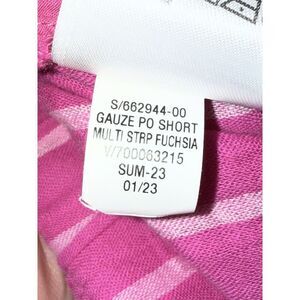 S/662944-00
GAUZE PO SHORT
MULTI STRP FUCHSIA
V/700063215
SUM-23
01/23